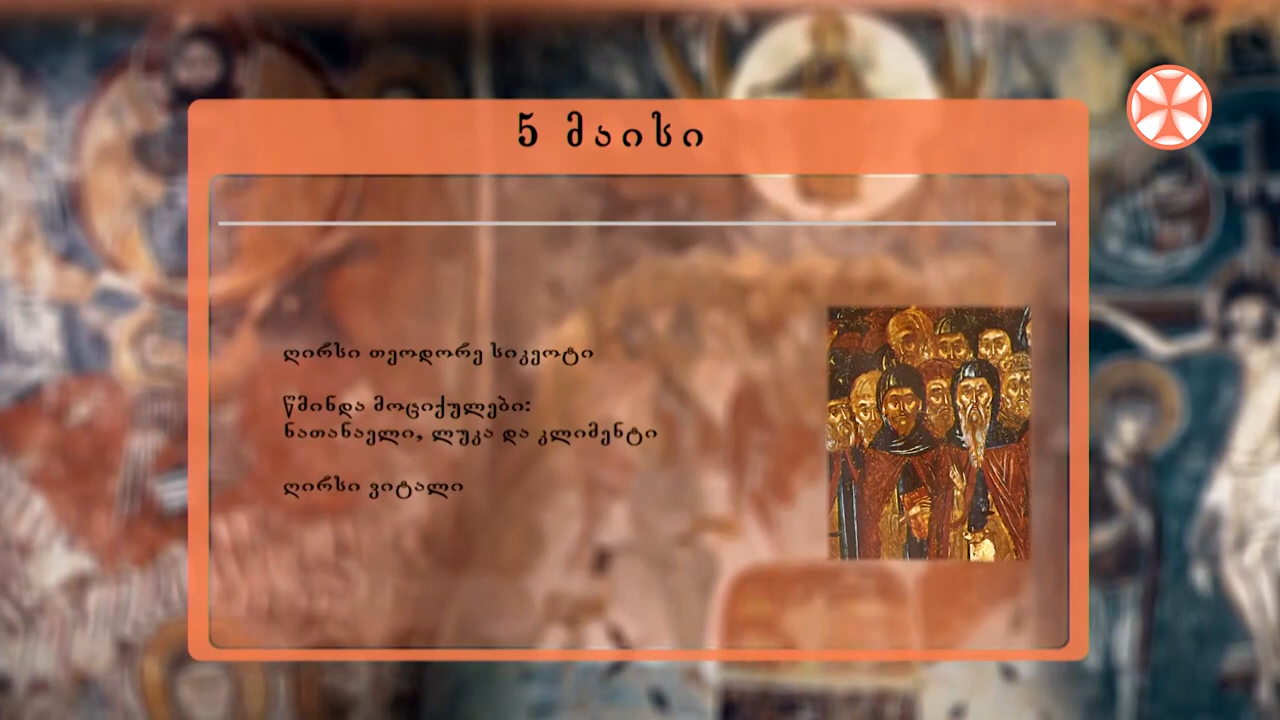 5 მაისი
ღირსი თეოდორე სიკეოტი
წმინდა მოციქულები:
ნათანაელი, ლუკა და კლიმენტი
ღირსი ვიტალი